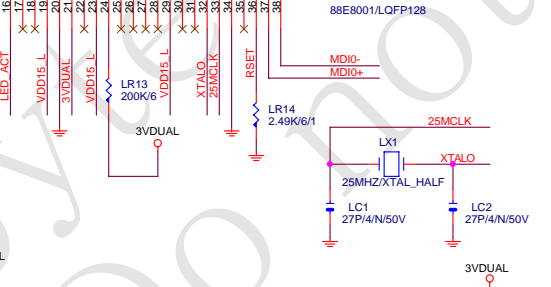 88E8001/LQFP128
16
17
18
19
20
21
22
23
24
25
26
27
28
29
30
31
32
33
34
35
36
37
38
LED_ACT
VDD15_L
3VDUAL
VDD15_L
VDD15_L
XTALO
25MCLK
RSET
MDI0-
MDI0+
LR13
200K/6
LR14
2.49K/6/1
3VDUAL
25MCLK
LX1
XTALO
25MHZ/XTAL_HALF
LC1
27P/4/N/50V
LC2
27P/4/N/50V
3VDUAL